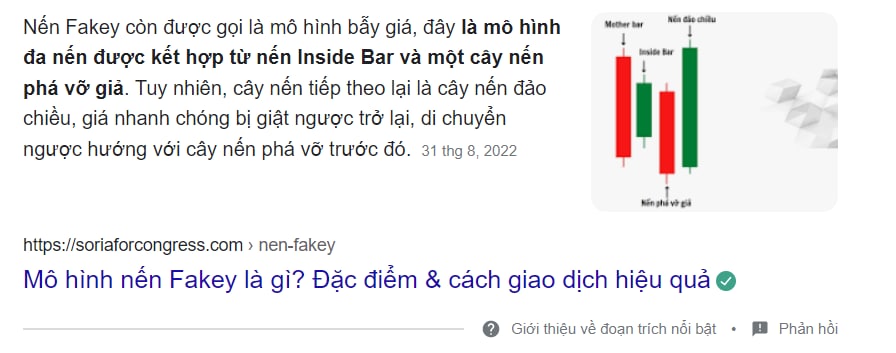 Nến Fakey còn được gọi là mô hình bẫy giá, đây là mô hình
đa nến được kết hợp từ nến Inside Bar và một cây nến
phá vỡ giả. Tuy nhiên, cây nến tiếp theo lại là cây nến đảo
chiều, giá nhanh chóng bị giật ngược trở lại, di chuyển
ngược hướng với cây nến phá vỡ trước đó. 31 thg 8, 2022
Mother bar
Nến đảo chiều
Inside Bar
Nến phá vỡ giả
https://soriaforcongress.com › nen-fakey
Mô hình nến Fakey là gì? Đặc điểm & cách giao dịch hiệu quả
Giới thiệu về đoạn trích nổi bật • Phản hồi